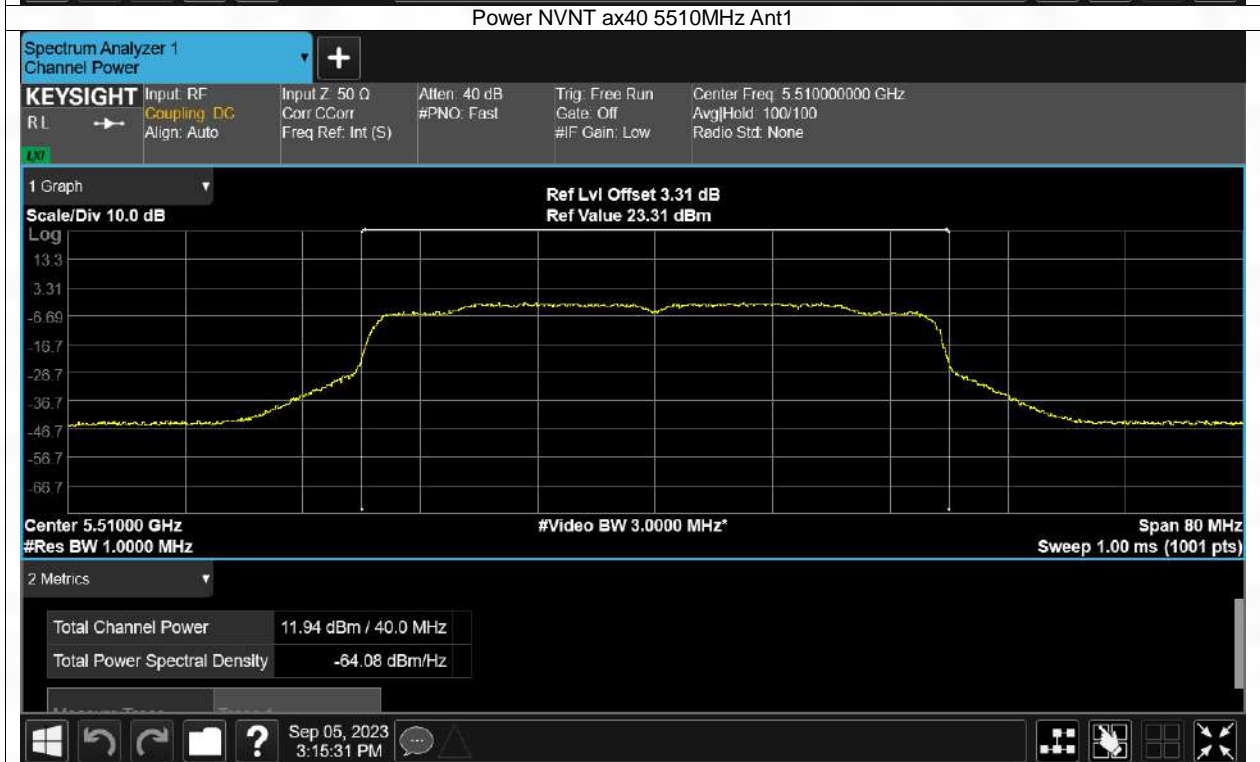 Power NVNT ax40 5510MHz Ant1
Spectrum Analyzer 1
Channel Power
KEYSIGHT
RL
LXI
Input: RF
Coupling: DC
Align: Auto
Input Z: 50 Ω
Corr CCorr
Freq Ref: Int (S)
Atten: 40 dB
#PNO: Fast
Trig: Free Run
Gate: Off
#IF Gain: Low
Center Freq: 5.510000000 GHz
Avg|Hold: 100/100
Radio Std: None
1 Graph
Scale/Div 10.0 dB
Ref Lvl Offset 3.31 dB
Ref Value 23.31 dBm
Log
13.3
3.31
-6.69
-16.7
-26.7
-36.7
-46.7
-56.7
-66.7
Center 5.51000 GHz
#Res BW 1.0000 MHz
#Video BW 3.0000 MHz*
Span 80 MHz
Sweep 1.00 ms (1001 pts)
2 Metrics
Total Channel Power 11.94 dBm / 40.0 MHz
Total Power Spectral Density -64.08 dBm/Hz
?
Sep 05, 2023
3:15:31 PM